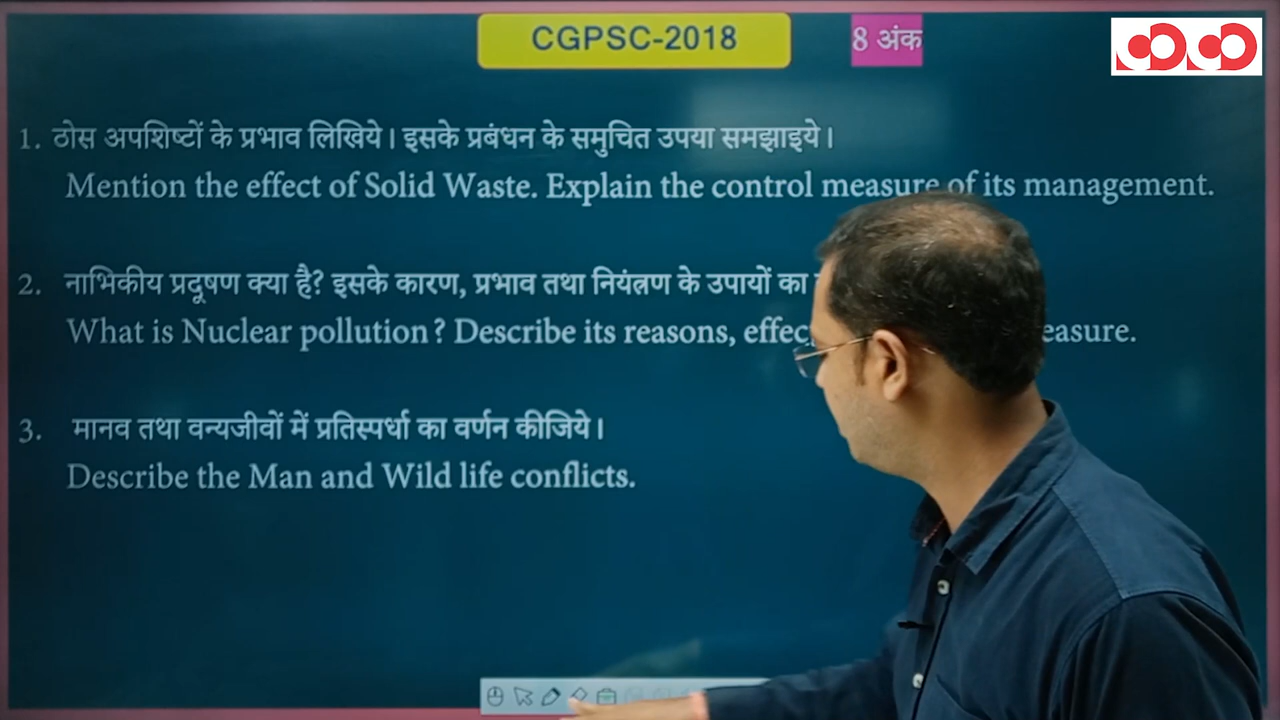 CGPSC-2018
8 अंक
1. ठोस अपशिष्टों के प्रभाव लिखिये। इसके प्रबंधन के समुचित उपया समझाइये।
Mention the effect of Solid Waste. Explain the control measure of its management.
2. नाभिकीय प्रदूषण क्या है? इसके कारण, प्रभाव तथा नियंत्रण के उपायों का
What is Nuclear pollution? Describe its reasons,
3. मानव तथा वन्यजीवों में प्रतिस्पर्धा का वर्णन कीजिये।
Describe the Man and Wild life conflicts.